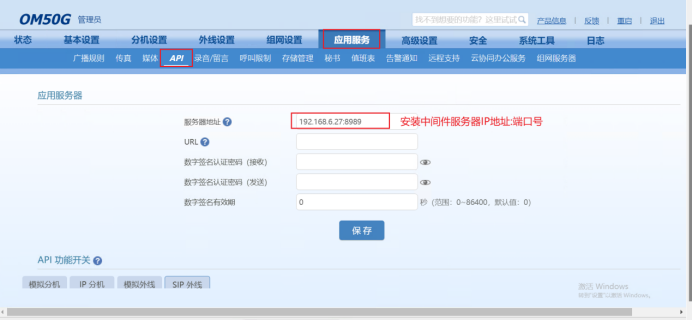 OM50G 管理员 找不到想要的功能？这里试试 产品信息 | 反馈 | 重启 | 退出
状态 基本设置 分机设置 外线设置 组网设置 应用服务 高级设置 安全 系统工具 日志
广播规则 传真 媒体 API 录音/留言 呼叫限制 存储管理 秘书 值班表 告警通知 远程支持 云协同办公服务 组网服务器
应用服务器
服务器地址 ? 192.168.6.27:8989 安装中间件服务器IP地址:端口号
URL ?
数字签名认证密码（接收）
数字签名认证密码（发送）
数字签名有效期 0 秒（范围：0~86400，默认值：0）
保存
API 功能开关 ?
模拟分机 IP 分机 模拟外线 SIP 外线
激活 Windows
转到"设置"以激活 Windows。